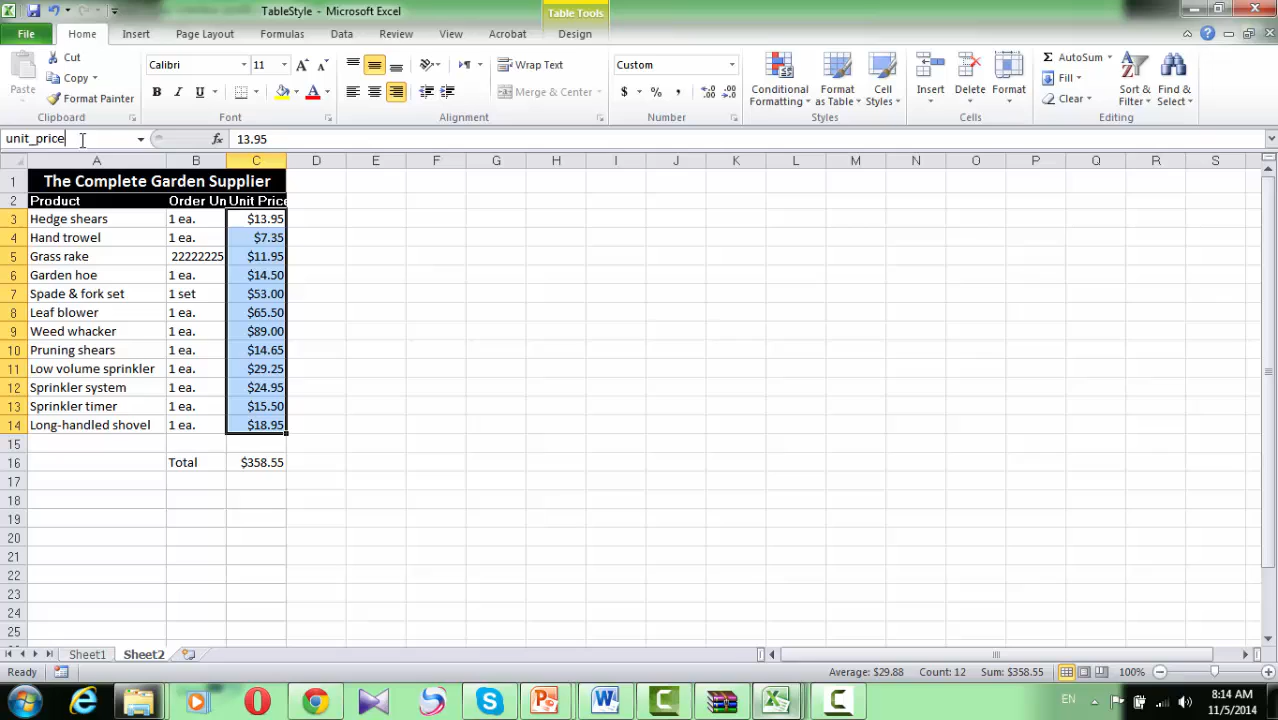 TableStyle - Microsoft Excel
Table Tools
File Home Insert Page Layout Formulas Data Review View Acrobat Design
Paste
Cut
Copy
Format Painter
Clipboard
Calibri 11
B I U A
Font
Wrap Text
Merge & Center
Alignment
Custom
$ % , .0 .00 .00 .0
Number
Conditional Formatting
Format as Table
Cell Styles
Styles
Insert Delete Format
Cells
Σ AutoSum
Fill
Clear
Sort & Filter
Find & Select
Editing
unit_price fx 13.95
A B C D E F G H I J K L M N O P Q R S
1 The Complete Garden Supplier
2 Product Order Un Unit Price
3 Hedge shears 1 ea. $13.95
4 Hand trowel 1 ea. $7.35
5 Grass rake 22222225 $11.95
6 Garden hoe 1 ea. $14.50
7 Spade & fork set 1 set $53.00
8 Leaf blower 1 ea. $65.50
9 Weed whacker 1 ea. $89.00
10 Pruning shears 1 ea. $14.65
11 Low volume sprinkler 1 ea. $29.25
12 Sprinkler system 1 ea. $24.95
13 Sprinkler timer 1 ea. $15.50
14 Long-handled shovel 1 ea. $18.95
15
16 Total $358.55
17
18
19
20
21
22
23
24
25
Sheet1 Sheet2
Ready Average: $29.88 Count: 12 Sum: $358.55 100%
EN 8:14 AM
11/5/2014